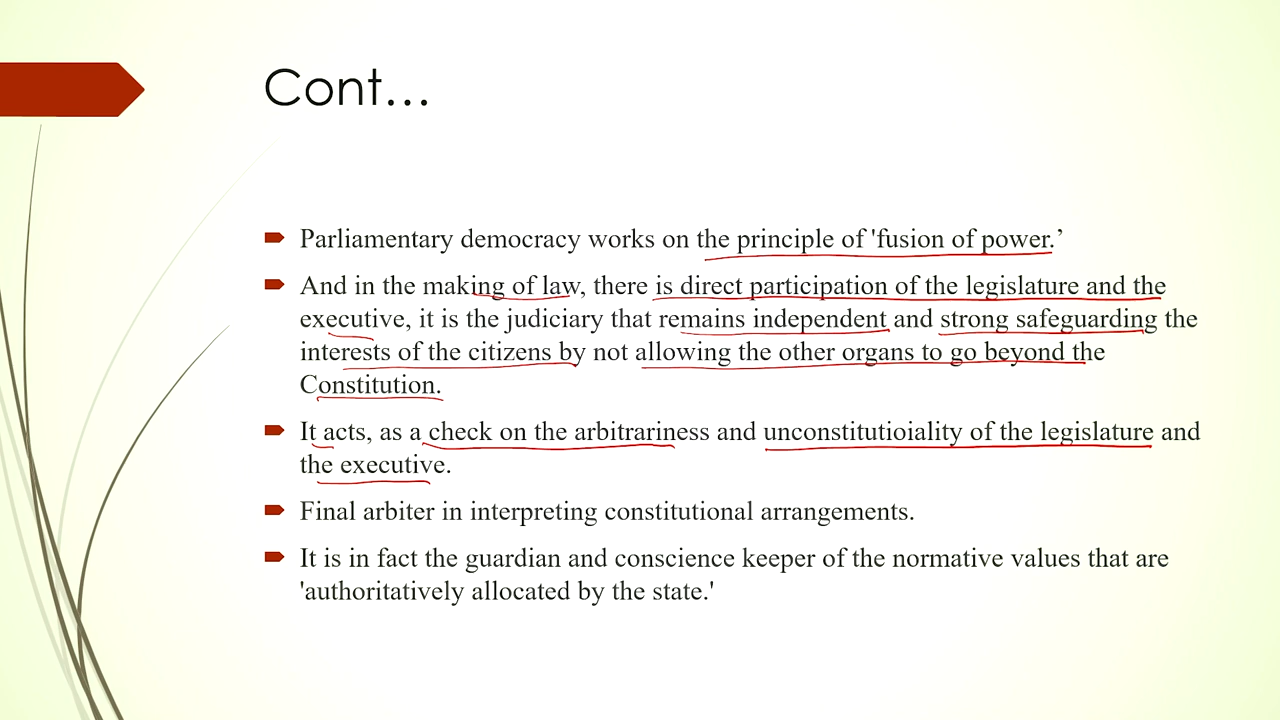 Cont...
Parliamentary democracy works on the principle of 'fusion of power.’
And in the making of law, there is direct participation of the legislature and the
executive, it is the judiciary that remains independent and strong safeguarding the
interests of the citizens by not allowing the other organs to go beyond the
Constitution.
It acts, as a check on the arbitrariness and unconstitutioiality of the legislature and
the executive.
Final arbiter in interpreting constitutional arrangements.
It is in fact the guardian and conscience keeper of the normative values that are
'authoritatively allocated by the state.'